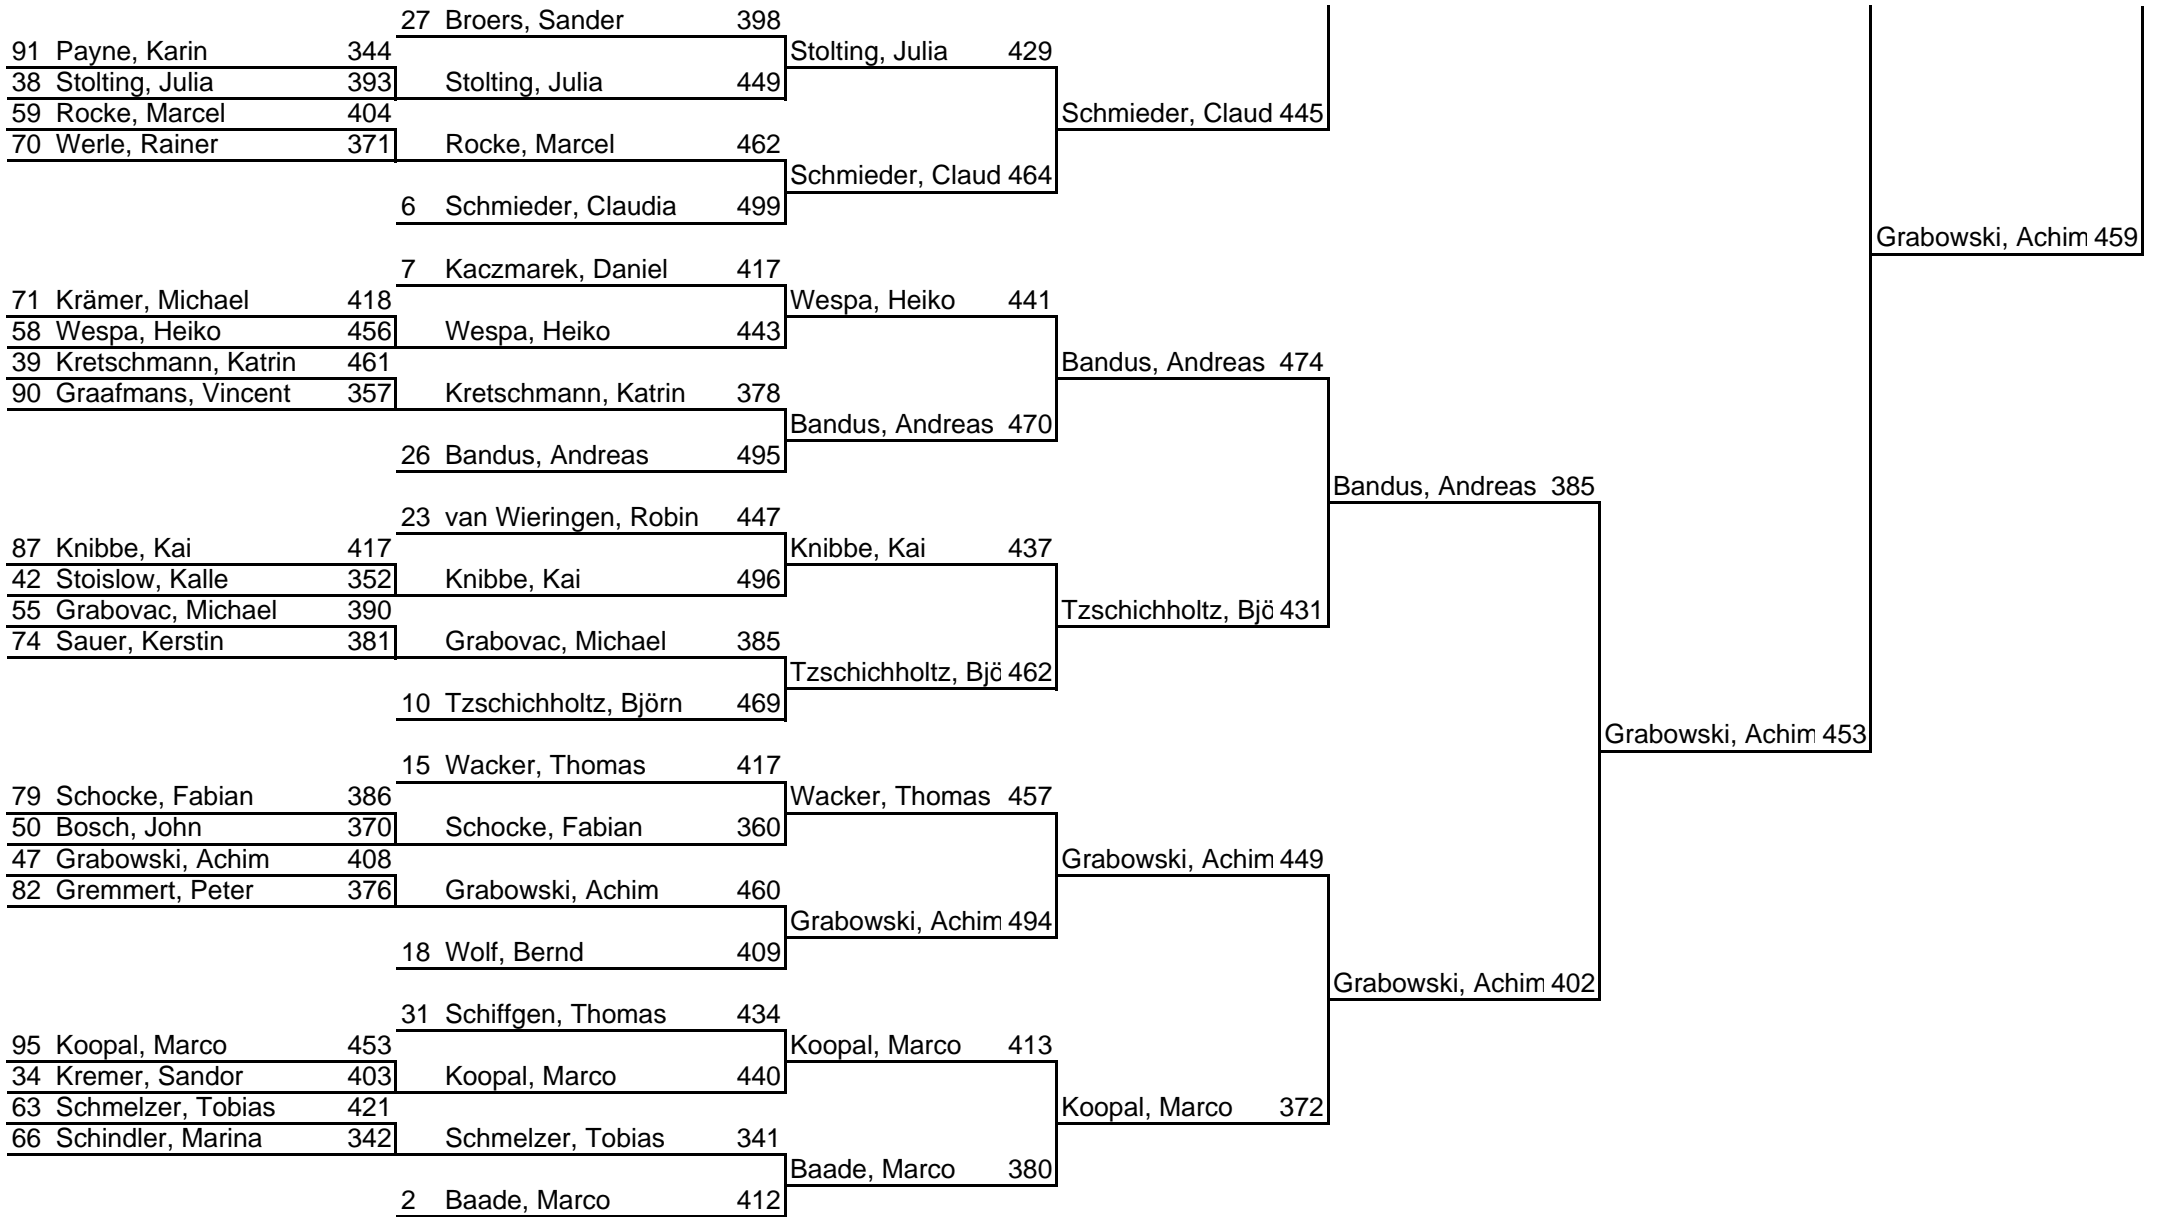 27 Broers, Sander 398
91 Payne, Karin 344 Stolting, Julia 429
38 Stolting, Julia 393 Stolting, Julia 449
59 Rocke, Marcel 404 Schmieder, Claud 445
70 Werle, Rainer 371 Rocke, Marcel 462
Schmieder, Claud 464
6 Schmieder, Claudia 499
Grabowski, Achim 459
7 Kaczmarek, Daniel 417
71 Krämer, Michael 418 Wespa, Heiko 441
58 Wespa, Heiko 456 Wespa, Heiko 443
39 Kretschmann, Katrin 461 Bandus, Andreas 474
90 Graafmans, Vincent 357 Kretschmann, Katrin 378
Bandus, Andreas 470
26 Bandus, Andreas 495
Bandus, Andreas 385
23 van Wieringen, Robin 447
87 Knibbe, Kai 417 Knibbe, Kai 437
42 Stoislow, Kalle 352 Knibbe, Kai 496
55 Grabovac, Michael 390 Tzschichholtz, Bjö 431
74 Sauer, Kerstin 381 Grabovac, Michael 385
Tzschichholtz, Bjö 462
10 Tzschichholtz, Björn 469
Grabowski, Achim 453
15 Wacker, Thomas 417
79 Schocke, Fabian 386 Wacker, Thomas 457
50 Bosch, John 370 Schocke, Fabian 360
47 Grabowski, Achim 408 Grabowski, Achim 449
82 Gremmert, Peter 376 Grabowski, Achim 460
Grabowski, Achim 494
18 Wolf, Bernd 409
Grabowski, Achim 402
31 Schiffgen, Thomas 434
95 Koopal, Marco 453 Koopal, Marco 413
34 Kremer, Sandor 403 Koopal, Marco 440
63 Schmelzer, Tobias 421 Koopal, Marco 372
66 Schindler, Marina 342 Schmelzer, Tobias 341
Baade, Marco 380
2 Baade, Marco 412